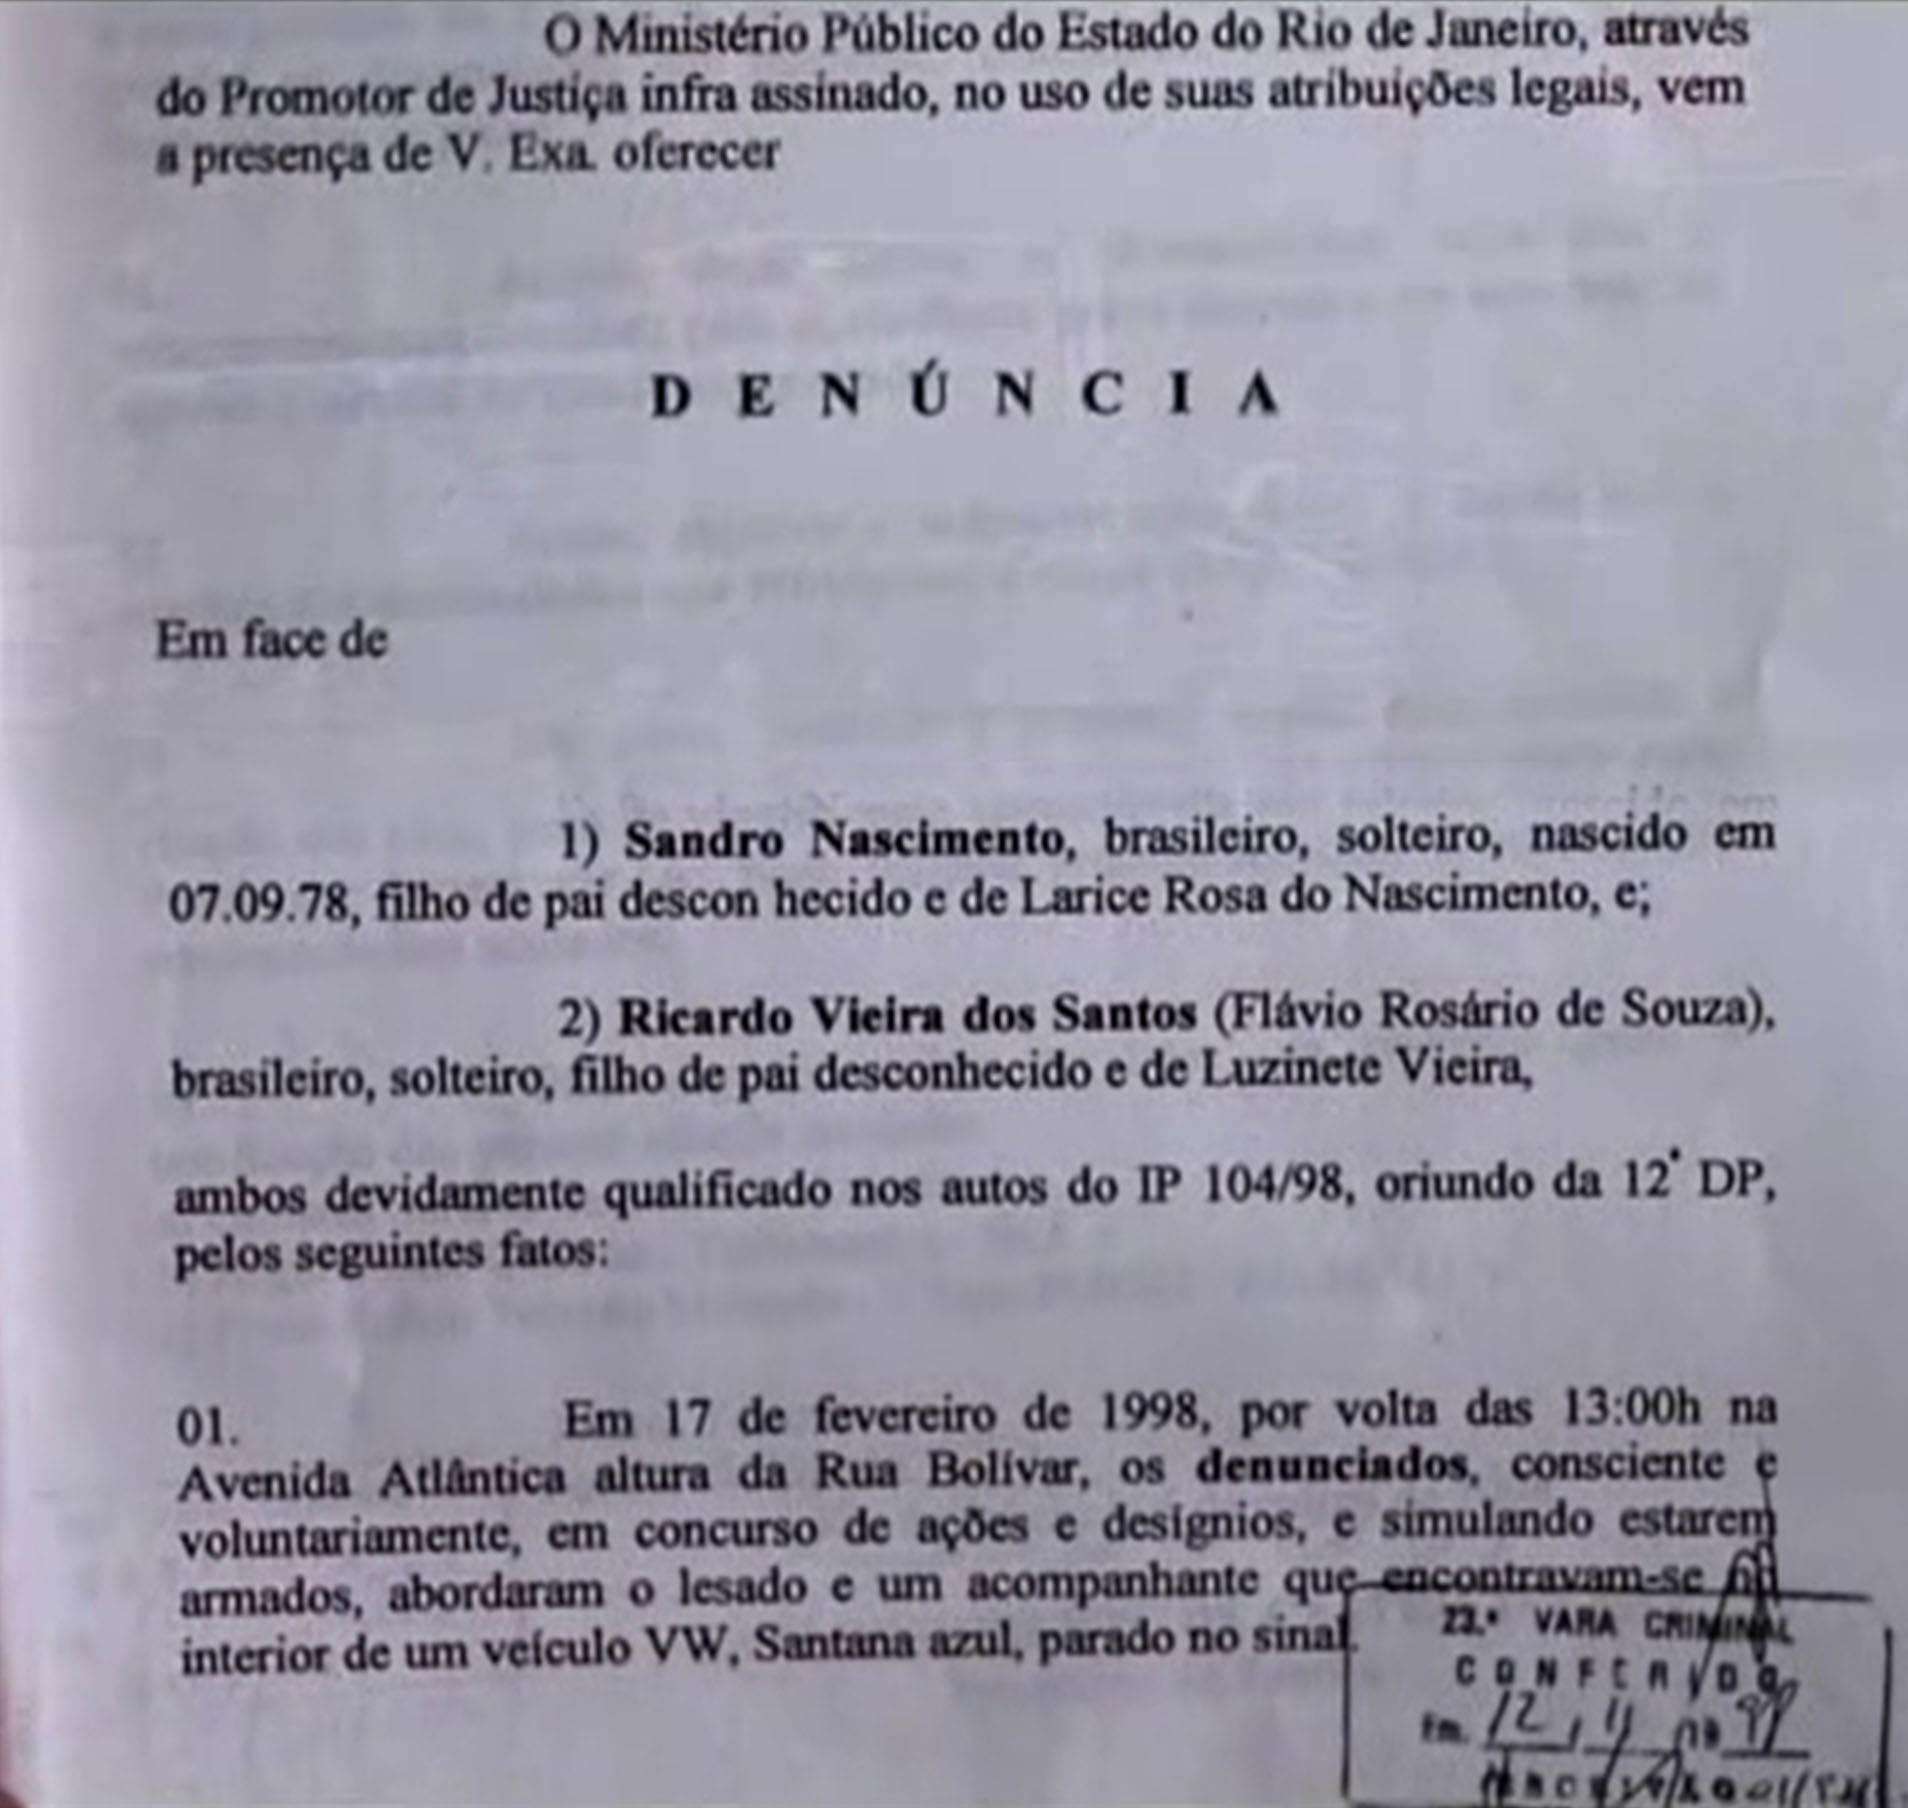 O Ministério Público do Estado do Rio de Janeiro, através
do Promotor de Justiça infra assinado, no uso de suas atribuições legais, vem
a presença de V. Exa. oferecer
D E N Ú N C I A
Em face de
1) Sandro Nascimento, brasileiro, solteiro, nascido em
07.09.78, filho de pai descon hecido e de Larice Rosa do Nascimento, e;
2) Ricardo Vieira dos Santos (Flávio Rosário de Souza),
brasileiro, solteiro, filho de pai desconhecido e de Luzinete Vieira,
ambos devidamente qualificado nos autos do IP 104/98, oriundo da 12ª DP,
pelos seguintes fatos:
01. Em 17 de fevereiro de 1998, por volta das 13:00h na
Avenida Atlântica altura da Rua Bolívar, os denunciados, consciente e
voluntariamente, em concurso de ações e desígnios, e simulando estarem
armados, abordaram o lesado e um acompanhante que encontravam-se no
interior de um veículo VW, Santana azul, parado no sinal.
23.ª VARA CRIMINAL
CONFERIDO
Em. 12